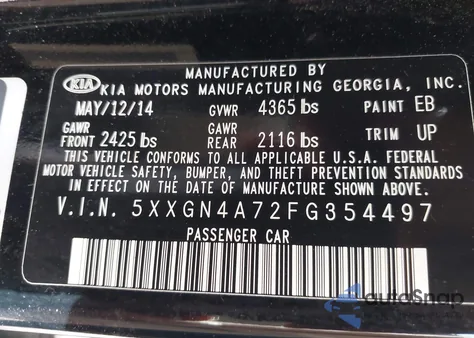 MANUFACTURED BY
KIA KIA MOTORS MANUFACTURING GEORGIA, INC.
MAY/12/14 GVWR 4365 lbs PAINT EB
GAWR FRONT 2425 lbs GAWR REAR 2116 lbs TRIM UP
THIS VEHICLE CONFORMS TO ALL APPLICABLE U.S.A. FEDERAL
MOTOR VEHICLE SAFETY, BUMPER, AND THEFT PREVENTION STANDARDS
IN EFFECT ON THE DATE OF MANUFACTURE SHOWN ABOVE.
V.I.N. 5XXGN4A72FG354497
PASSENGER CAR
autoSnap